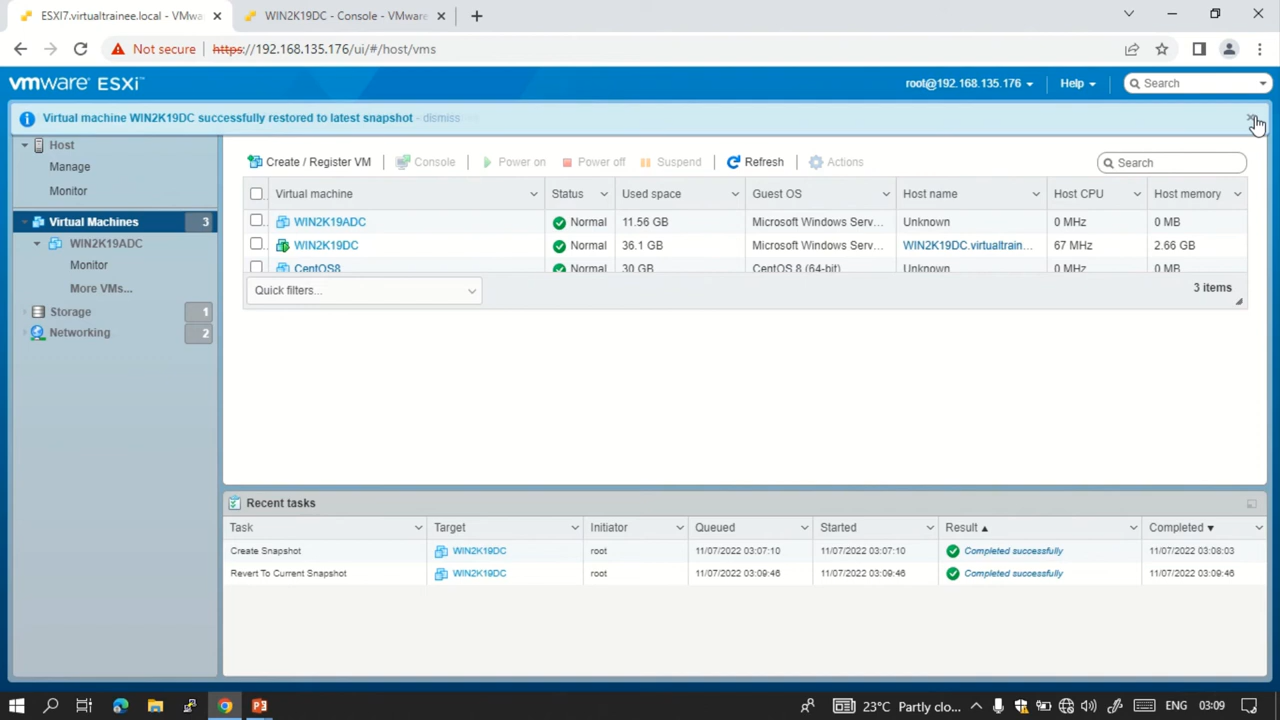 ESXI7.virtualtrainee.local - VMwa
WIN2K19DC - Console - VMware
Not secure
https://192.168.135.176/ui/#/host/vms
vmware ESXi™
root@192.168.135.176
Help
Search
Virtual machine WIN2K19DC successfully restored to latest snapshot - dismiss
Host
Manage
Monitor
Virtual Machines 3
WIN2K19ADC
Monitor
More VMs...
Storage 1
Networking 2
Create / Register VM
Console
Power on
Power off
Suspend
Refresh
Actions
Search
Virtual machine Status Used space Guest OS Host name Host CPU Host memory
WIN2K19ADC Normal 11.56 GB Microsoft Windows Serv... Unknown 0 MHz 0 MB
WIN2K19DC Normal 36.1 GB Microsoft Windows Serv... WIN2K19DC.virtualtrain... 67 MHz 2.66 GB
CentOS8 Normal 30 GB CentOS 8 (64-bit) Unknown 0 MHz 0 MB
Quick filters...
3 items
Recent tasks
Task Target Initiator Queued Started Result Completed
Create Snapshot WIN2K19DC root 11/07/2022 03:07:10 11/07/2022 03:07:10 Completed successfully 11/07/2022 03:08:03
Revert To Current Snapshot WIN2K19DC root 11/07/2022 03:09:46 11/07/2022 03:09:46 Completed successfully 11/07/2022 03:09:46
23°C Partly clo...
ENG
03:09